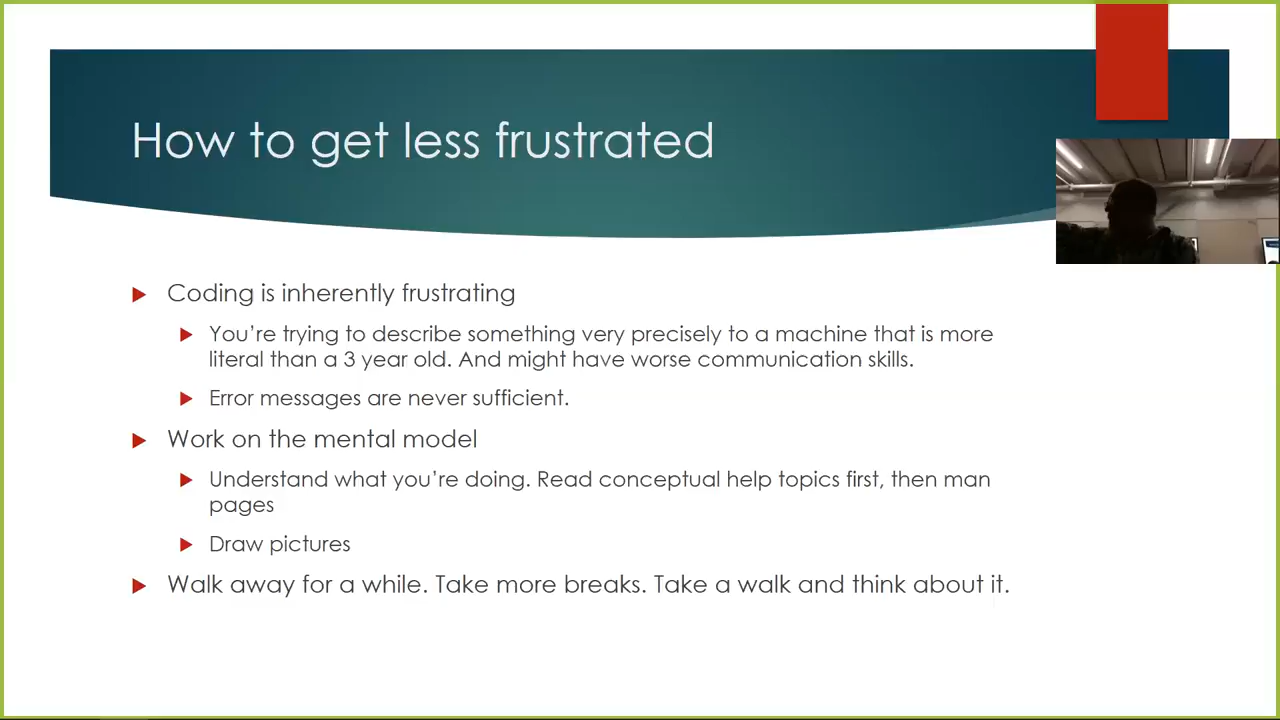 How to get less frustrated
Coding is inherently frustrating
You're trying to describe something very precisely to a machine that is more
literal than a 3 year old. And might have worse communication skills.
Error messages are never sufficient.
Work on the mental model
Understand what you're doing. Read conceptual help topics first, then man
pages
Draw pictures
Walk away for a while. Take more breaks. Take a walk and think about it.